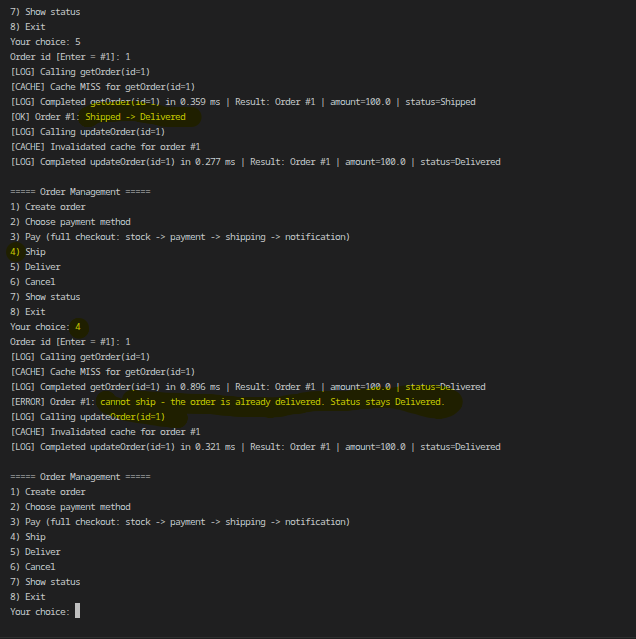 7) Show status
8) Exit
Your choice: 5
Order id [Enter = #1]: 1
[LOG] Calling getOrder(id=1)
[CACHE] Cache MISS for getOrder(id=1)
[LOG] Completed getOrder(id=1) in 0.359 ms | Result: Order #1 | amount=100.0 | status=Shipped
[OK] Order #1: Shipped -> Delivered
[LOG] Calling updateOrder(id=1)
[CACHE] Invalidated cache for order #1
[LOG] Completed updateOrder(id=1) in 0.277 ms | Result: Order #1 | amount=100.0 | status=Delivered
===== Order Management =====
1) Create order
2) Choose payment method
3) Pay (full checkout: stock -> payment -> shipping -> notification)
4) Ship
5) Deliver
6) Cancel
7) Show status
8) Exit
Your choice: 4
Order id [Enter = #1]: 1
[LOG] Calling getOrder(id=1)
[CACHE] Cache MISS for getOrder(id=1)
[LOG] Completed getOrder(id=1) in 0.896 ms | Result: Order #1 | amount=100.0 | status=Delivered
[ERROR] Order #1: cannot ship - the order is already delivered. Status stays Delivered.
[LOG] Calling updateOrder(id=1)
[CACHE] Invalidated cache for order #1
[LOG] Completed updateOrder(id=1) in 0.321 ms | Result: Order #1 | amount=100.0 | status=Delivered
===== Order Management =====
1) Create order
2) Choose payment method
3) Pay (full checkout: stock -> payment -> shipping -> notification)
4) Ship
5) Deliver
6) Cancel
7) Show status
8) Exit
Your choice: